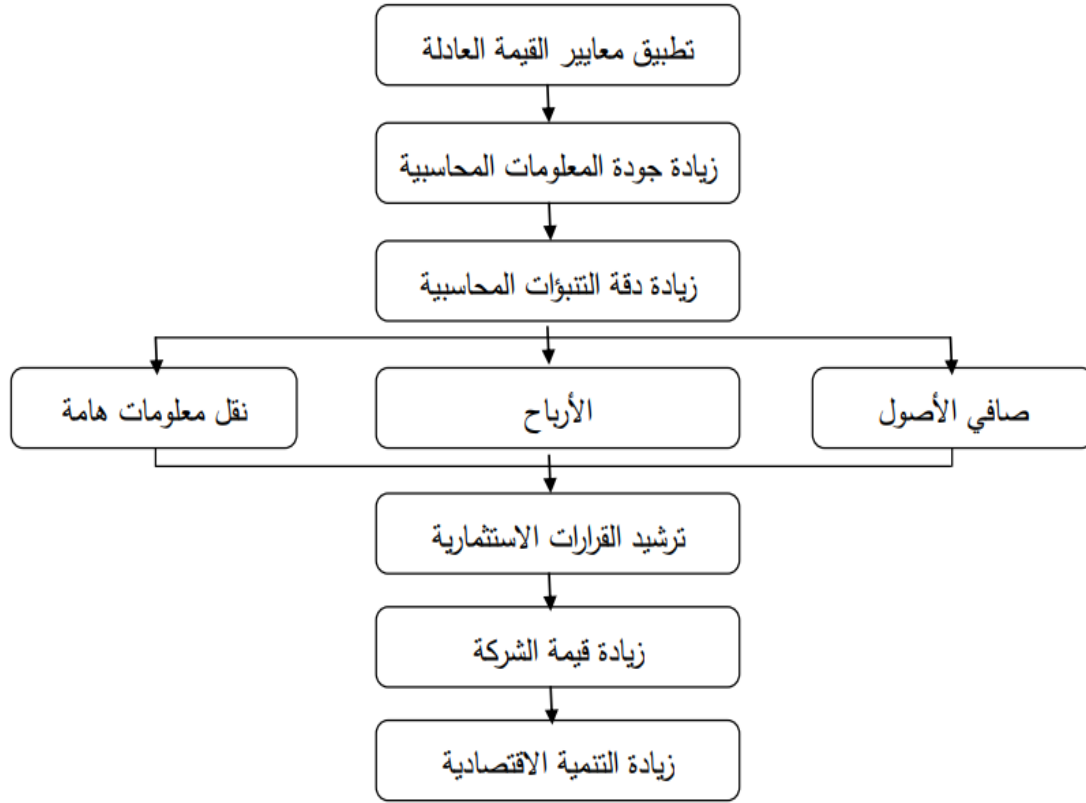 تطبيق معايير القيمة العادلة
زيادة جودة المعلومات المحاسبية
زيادة دقة التنبؤات المحاسبية
صافي الأصول
الأرباح
نقل معلومات هامة
ترشيد القرارات الاستثمارية
زيادة قيمة الشركة
زيادة التنمية الاقتصادية